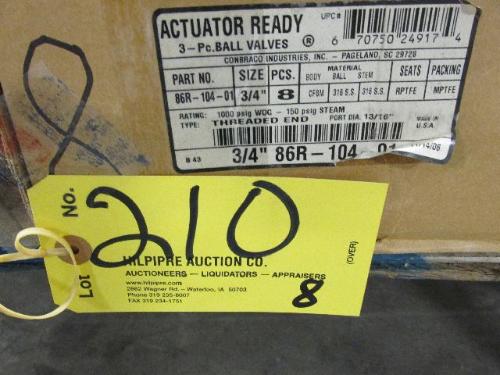 ACTUATOR READY
3-Pc. BALL VALVES ®
UPC#
6 70750 24917 4
CONBRACO INDUSTRIES, INC. - PAGELAND, SC 29728
PART NO. SIZE PCS. BODY MATERIAL BALL STEM SEATS PACKING
86R-104-01 3/4" 8 CF8M 316 S.S. 316 S.S. RPTFE MPTFE
RATING: 1000 psig WOG - 150 psig STEAM
TYPE: THREADED END PORT DIA. 13/16"
MADE IN U.S.A.
B 43 3/4" 86R-104-01
8
Lot No. 210
HILPIPRE AUCTION CO.
AUCTIONEERS — LIQUIDATORS — APPRAISERS
www.hilpipre.com
2862 Wagner Rd. – Waterloo, IA 50703
Phone 319 235-6007
FAX 319 234-1751
8
(OVER)